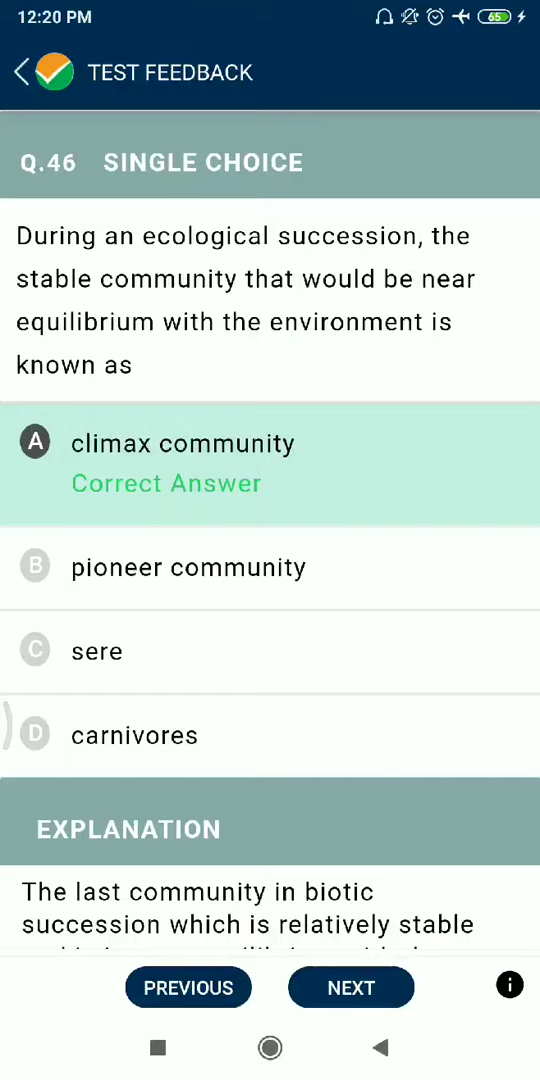 12:20 PM
65
TEST FEEDBACK
Q.46 SINGLE CHOICE
During an ecological succession, the
stable community that would be near
equilibrium with the environment is
known as
A climax community
Correct Answer
B pioneer community
C sere
D carnivores
EXPLANATION
The last community in biotic
succession which is relatively stable
PREVIOUS NEXT i